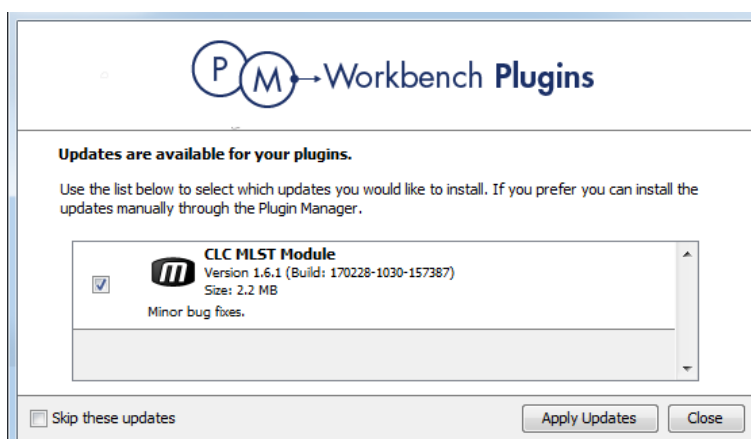 P M Workbench Plugins
Updates are available for your plugins.
Use the list below to select which updates you would like to install. If you prefer you can install the
updates manually through the Plugin Manager.
CLC MLST Module
m Version 1.6.1 (Build: 170228-1030-157387)
Size: 2.2 MB
Minor bug fixes.
Skip these updates Apply Updates Close